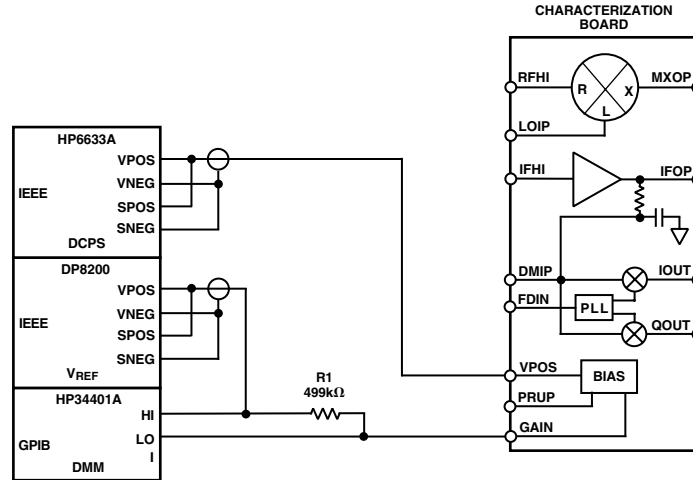 CHARACTERIZATION
BOARD
RFHI
R
X
L
MXOP
LOIP
IFHI
IFOP
DMIP
IOUT
FDIN
PLL
QOUT
VPOS
BIAS
PRUP
GAIN
HP6633A
VPOS
IEEE
VNEG
SPOS
SNEG
DCPS
DP8200
VPOS
IEEE
VNEG
SPOS
SNEG
VREF
HP34401A
HI
GPIB
LO
I
DMM
R1
499kΩ